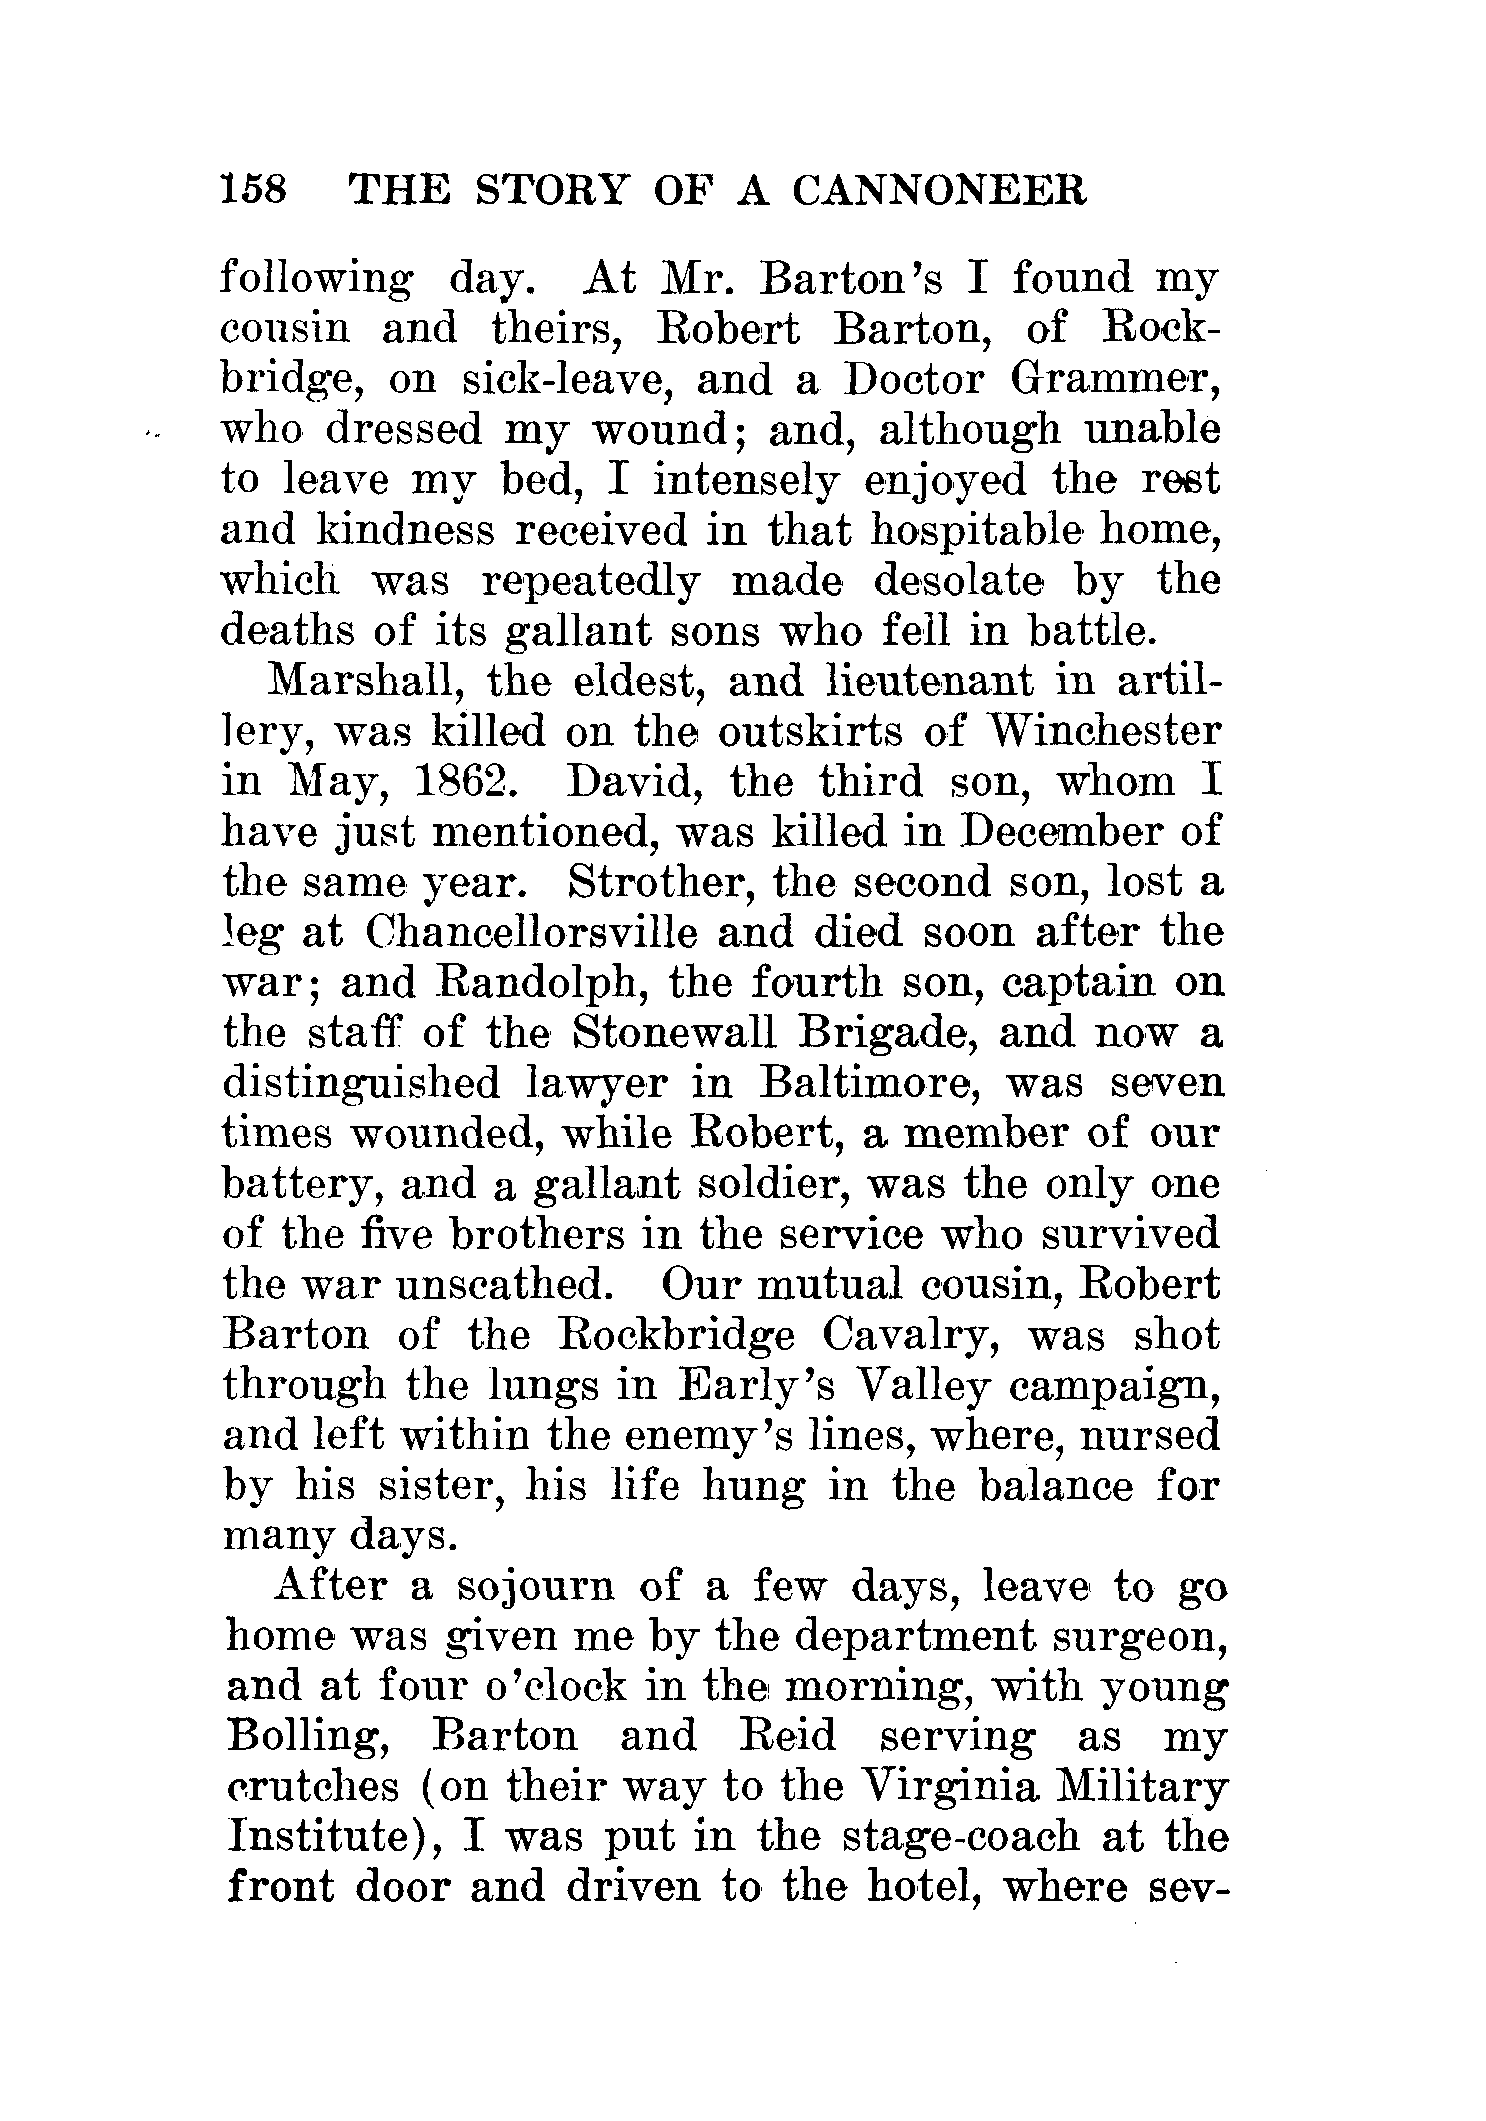 158 THE STORY OF A CANNONEER
following day. At Mr. Barton's I found my
cousin and theirs, Robert Barton, of Rock-
bridge, on sick-leave, and a Doctor Grammer,
who dressed my wound; and, although unable
to leave my bed, I intensely enjoyed the rest
and kindness received in that hospitable home,
which was repeatedly made desolate by the
deaths of its gallant sons who fell in battle.
Marshall, the eldest, and lieutenant in artil-
lery, was killed on the outskirts of Winchester
in May, 1862. David, the third son, whom I
have just mentioned, was killed in December of
the same year. Strother, the second son, lost a
leg at Chancellorsville and died soon after the
war; and Randolph, the fourth son, captain on
the staff of the Stonewall Brigade, and now a
distinguished lawyer in Baltimore, was seven
times wounded, while Robert, a member of our
battery, and a gallant soldier, was the only one
of the five brothers in the service who survived
the war unscathed. Our mutual cousin, Robert
Barton of the Rockbridge Cavalry, was shot
through the lungs in Early's Valley campaign,
and left within the enemy's lines, where, nursed
by his sister, his life hung in the balance for
many days.
After a sojourn of a few days, leave to go
home was given me by the department surgeon,
and at four o'clock in the morning, with young
Bolling, Barton and Reid serving as my
crutches (on their way to the Virginia Military
Institute), I was put in the stage-coach at the
front door and driven to the hotel, where sev-